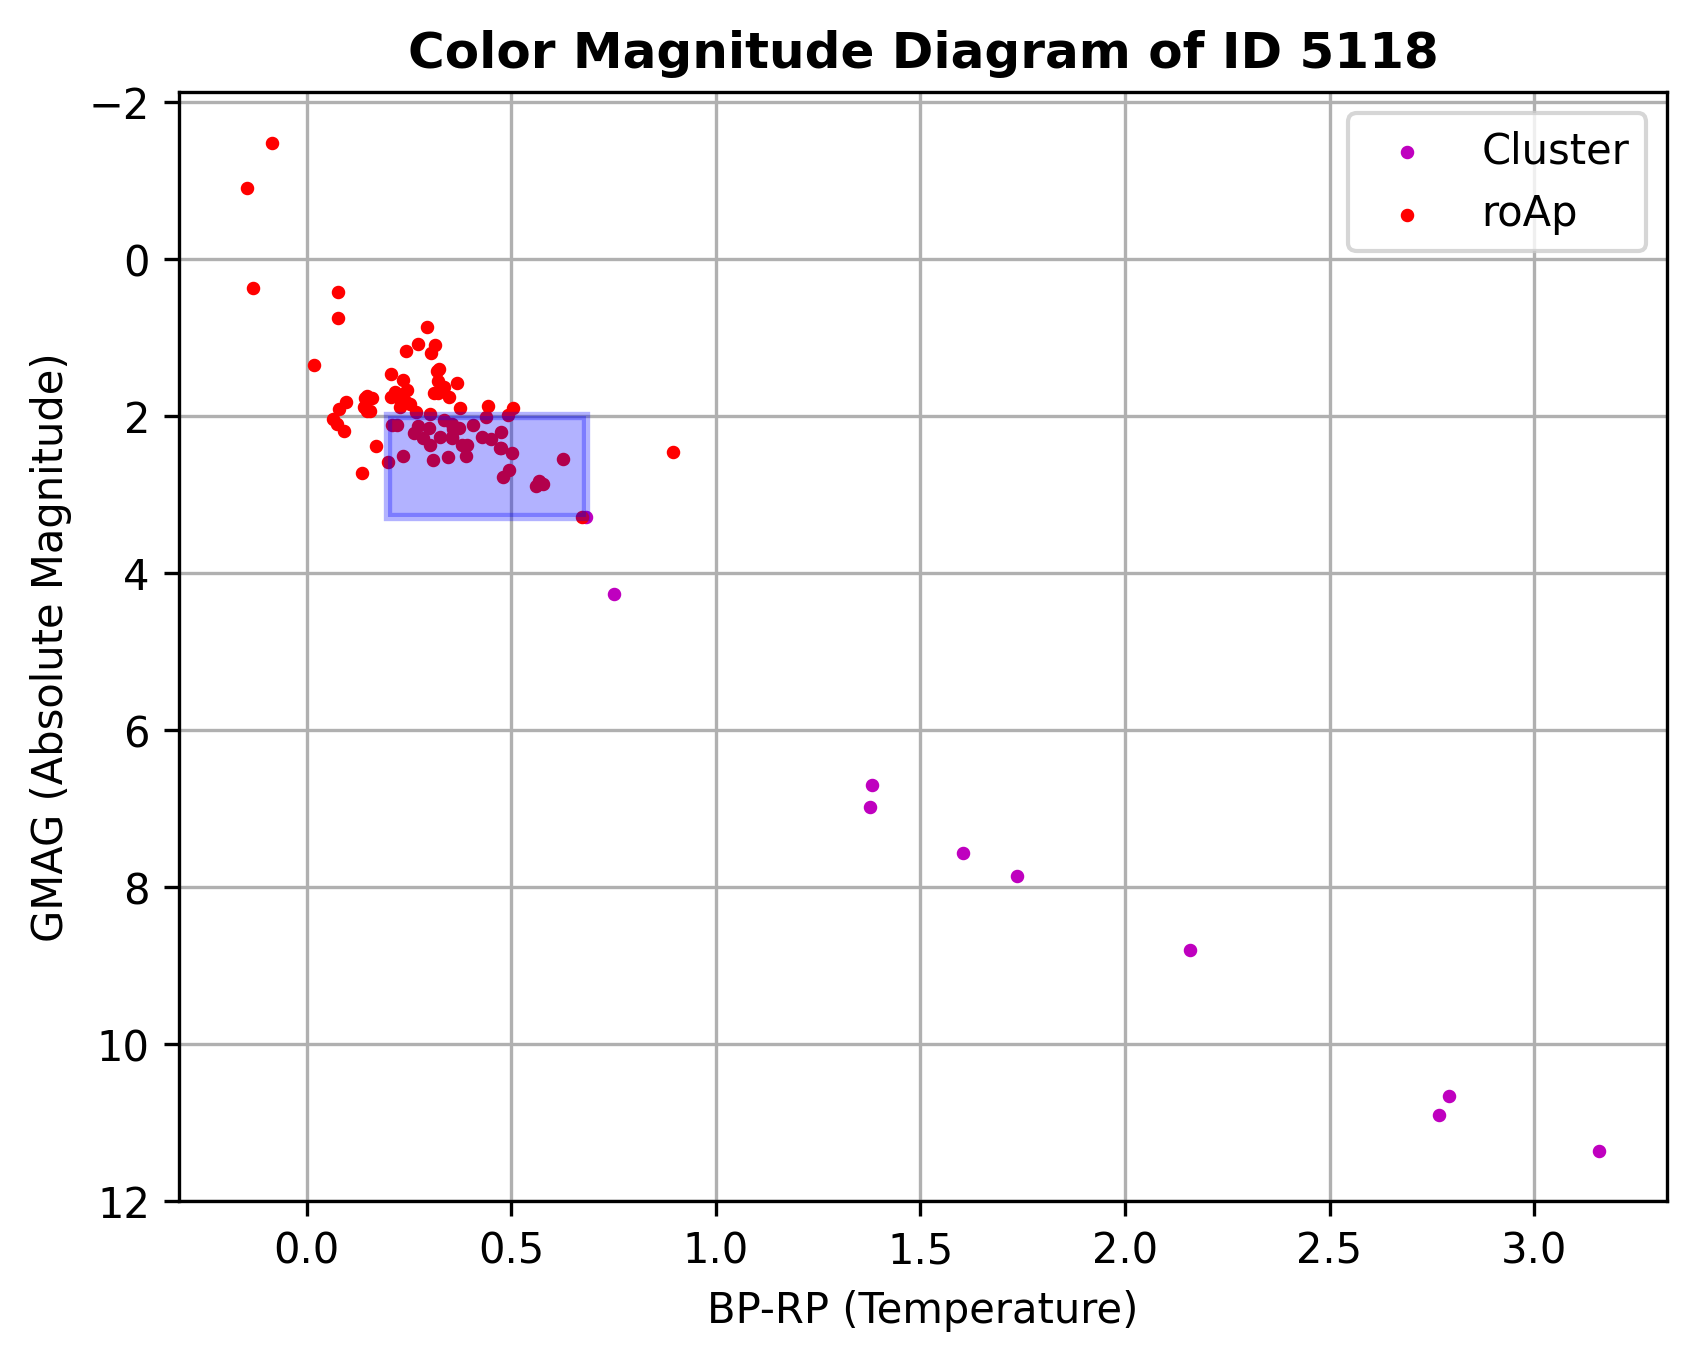 Color Magnitude Diagram of ID 5118
Cluster
roAp
GMAG (Absolute Magnitude)
−2
0
2
4
6
8
10
12
0.0 0.5 1.0 1.5 2.0 2.5 3.0
BP-RP (Temperature)